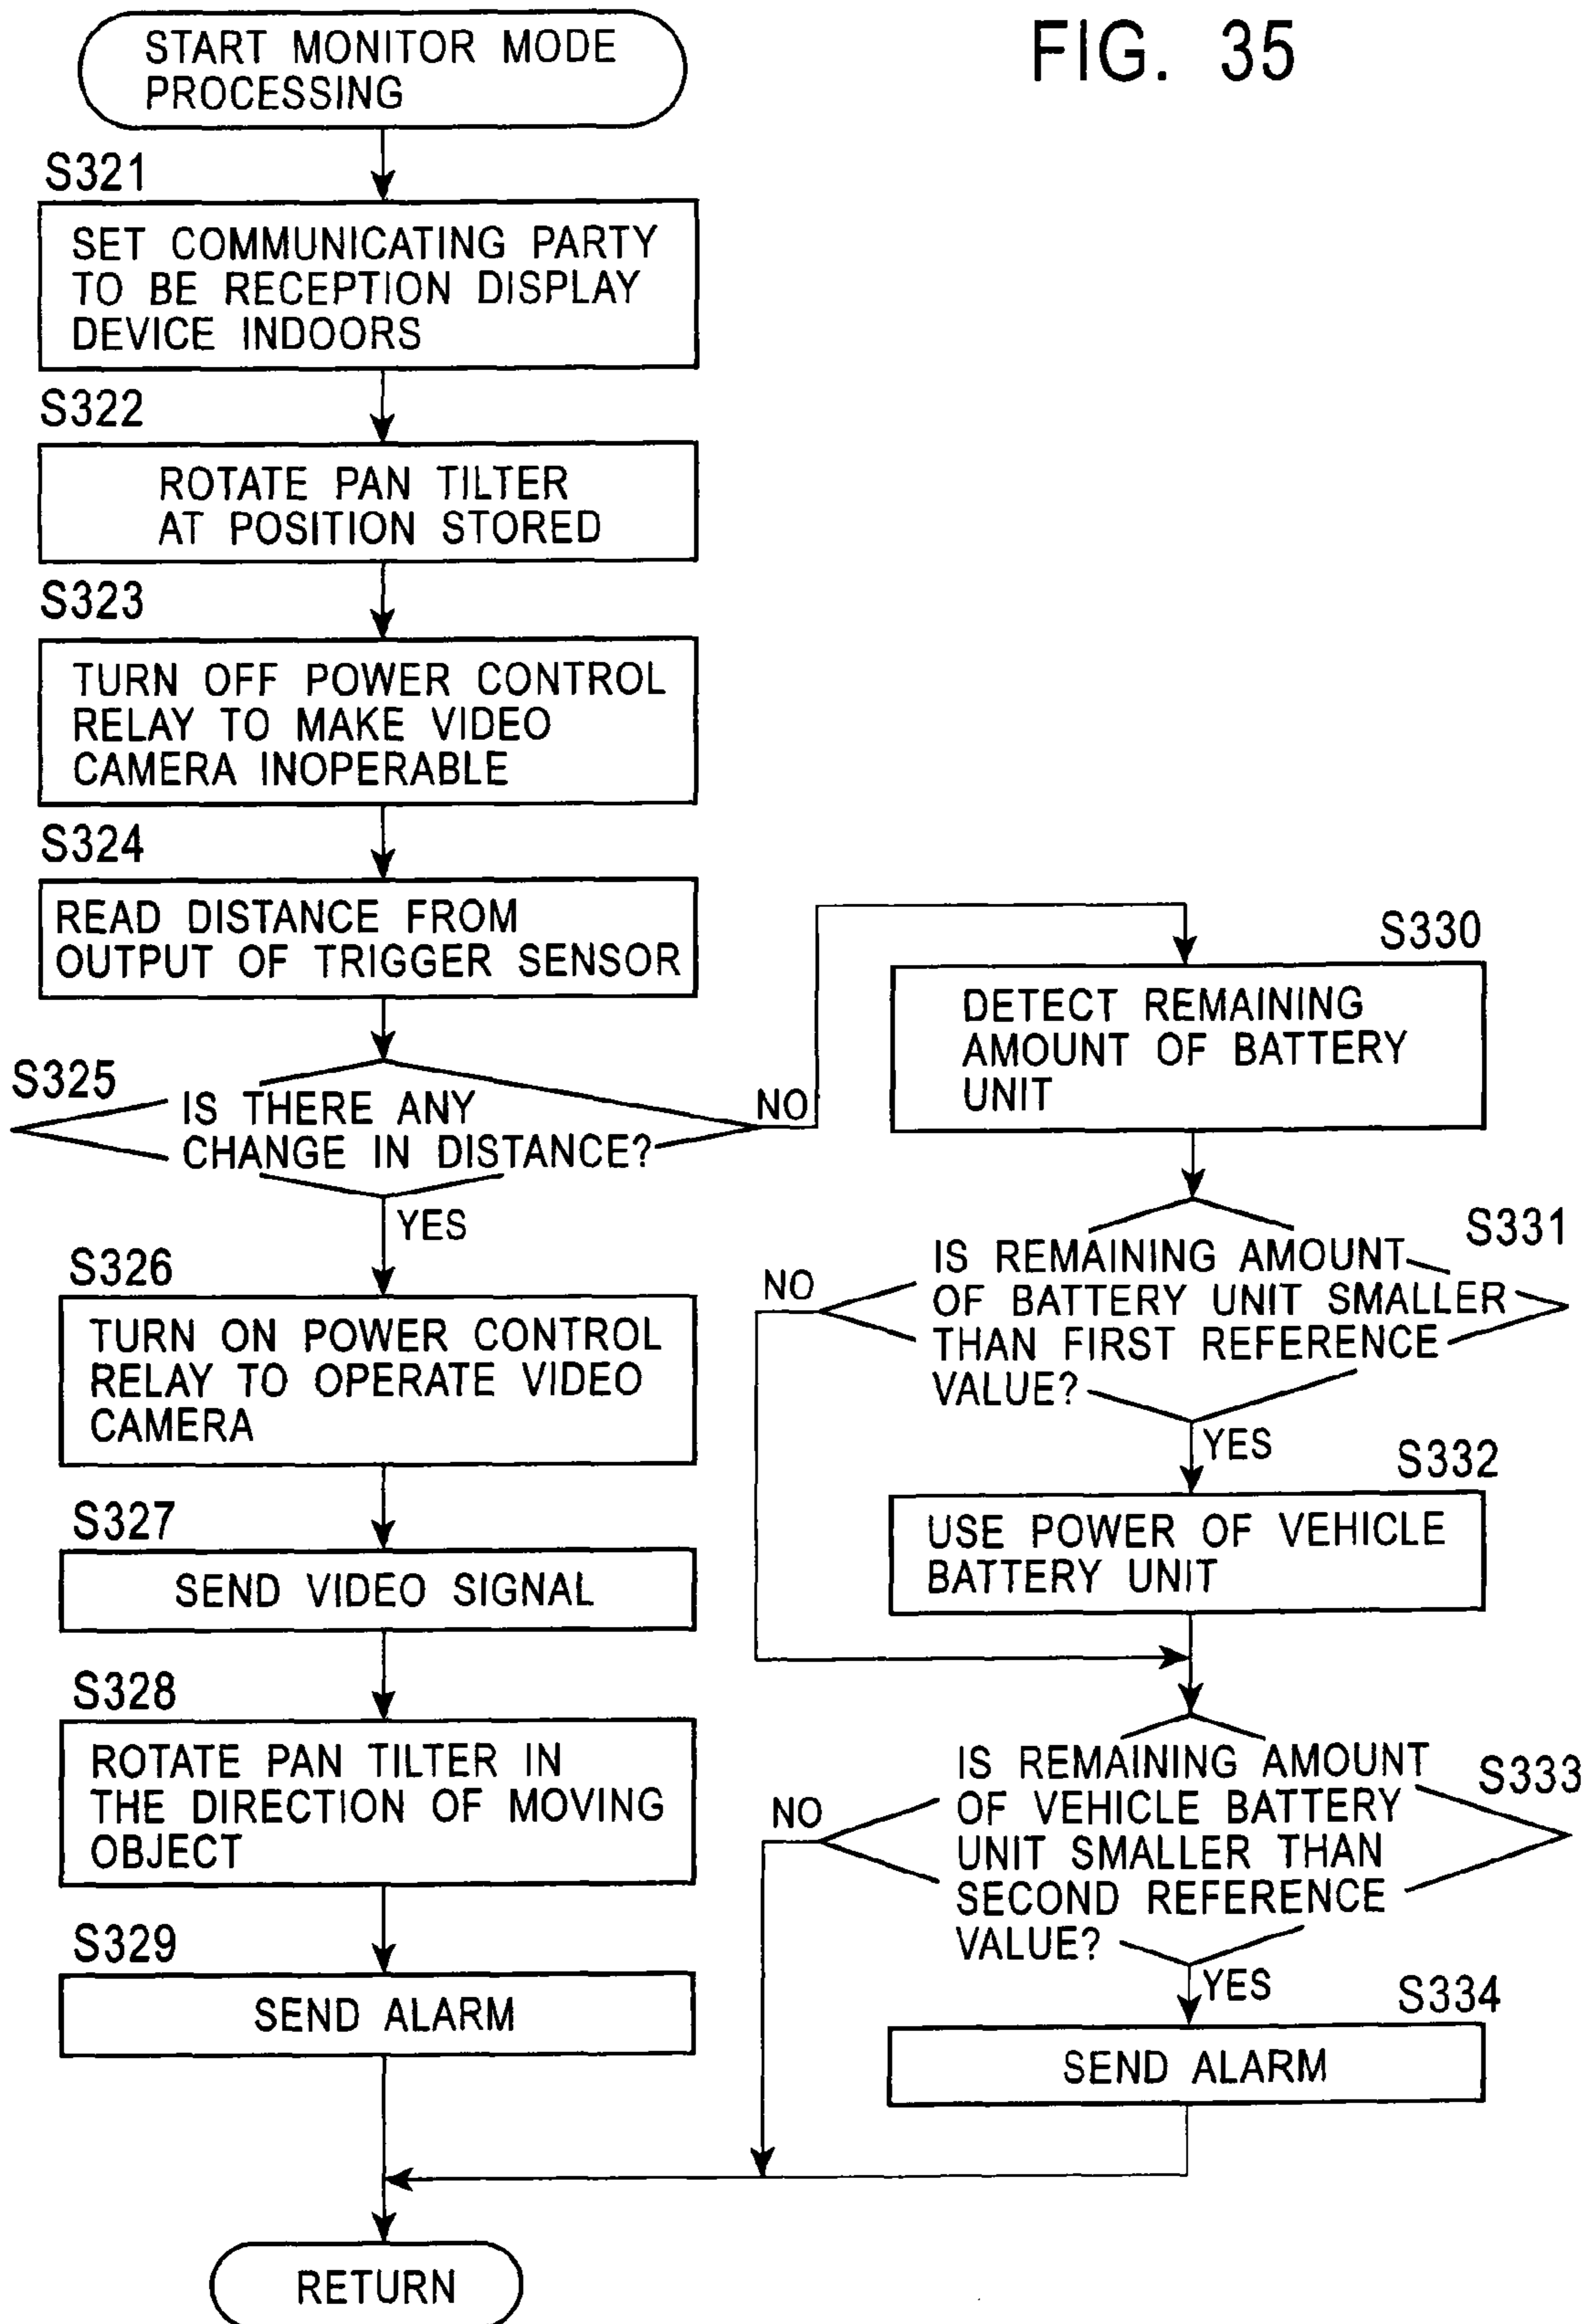 FIG. 35
START MONITOR MODE
PROCESSING
S321
SET COMMUNICATING PARTY
TO BE RECEPTION DISPLAY
DEVICE INDOORS
S322
ROTATE PAN TILTER
AT POSITION STORED
S323
TURN OFF POWER CONTROL
RELAY TO MAKE VIDEO
CAMERA INOPERABLE
S324
READ DISTANCE FROM
OUTPUT OF TRIGGER SENSOR
S325
IS THERE ANY
CHANGE IN DISTANCE?
NO
YES
S326
TURN ON POWER CONTROL
RELAY TO OPERATE VIDEO
CAMERA
S327
SEND VIDEO SIGNAL
S328
ROTATE PAN TILTER IN
THE DIRECTION OF MOVING
OBJECT
S329
SEND ALARM
S330
DETECT REMAINING
AMOUNT OF BATTERY
UNIT
S331
IS REMAINING AMOUNT
OF BATTERY UNIT SMALLER
THAN FIRST REFERENCE
VALUE?
NO
YES
S332
USE POWER OF VEHICLE
BATTERY UNIT
S333
IS REMAINING AMOUNT
OF VEHICLE BATTERY
UNIT SMALLER THAN
SECOND REFERENCE
VALUE?
NO
YES
S334
SEND ALARM
RETURN